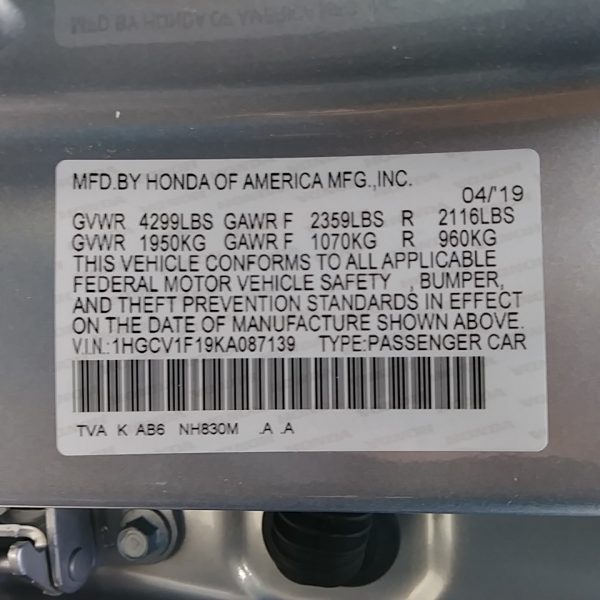 MFD.BY HONDA OF AMERICA MFG.,INC.
04/'19
GVWR 4299LBS GAWR F 2359LBS R 2116LBS
GVWR 1950KG GAWR F 1070KG R 960KG
THIS VEHICLE CONFORMS TO ALL APPLICABLE
FEDERAL MOTOR VEHICLE SAFETY , BUMPER,
AND THEFT PREVENTION STANDARDS IN EFFECT
ON THE DATE OF MANUFACTURE SHOWN ABOVE.
V.I.N.:1HGCV1F19KA087139 TYPE:PASSENGER CAR
TVA K AB6 NH830M .A .A